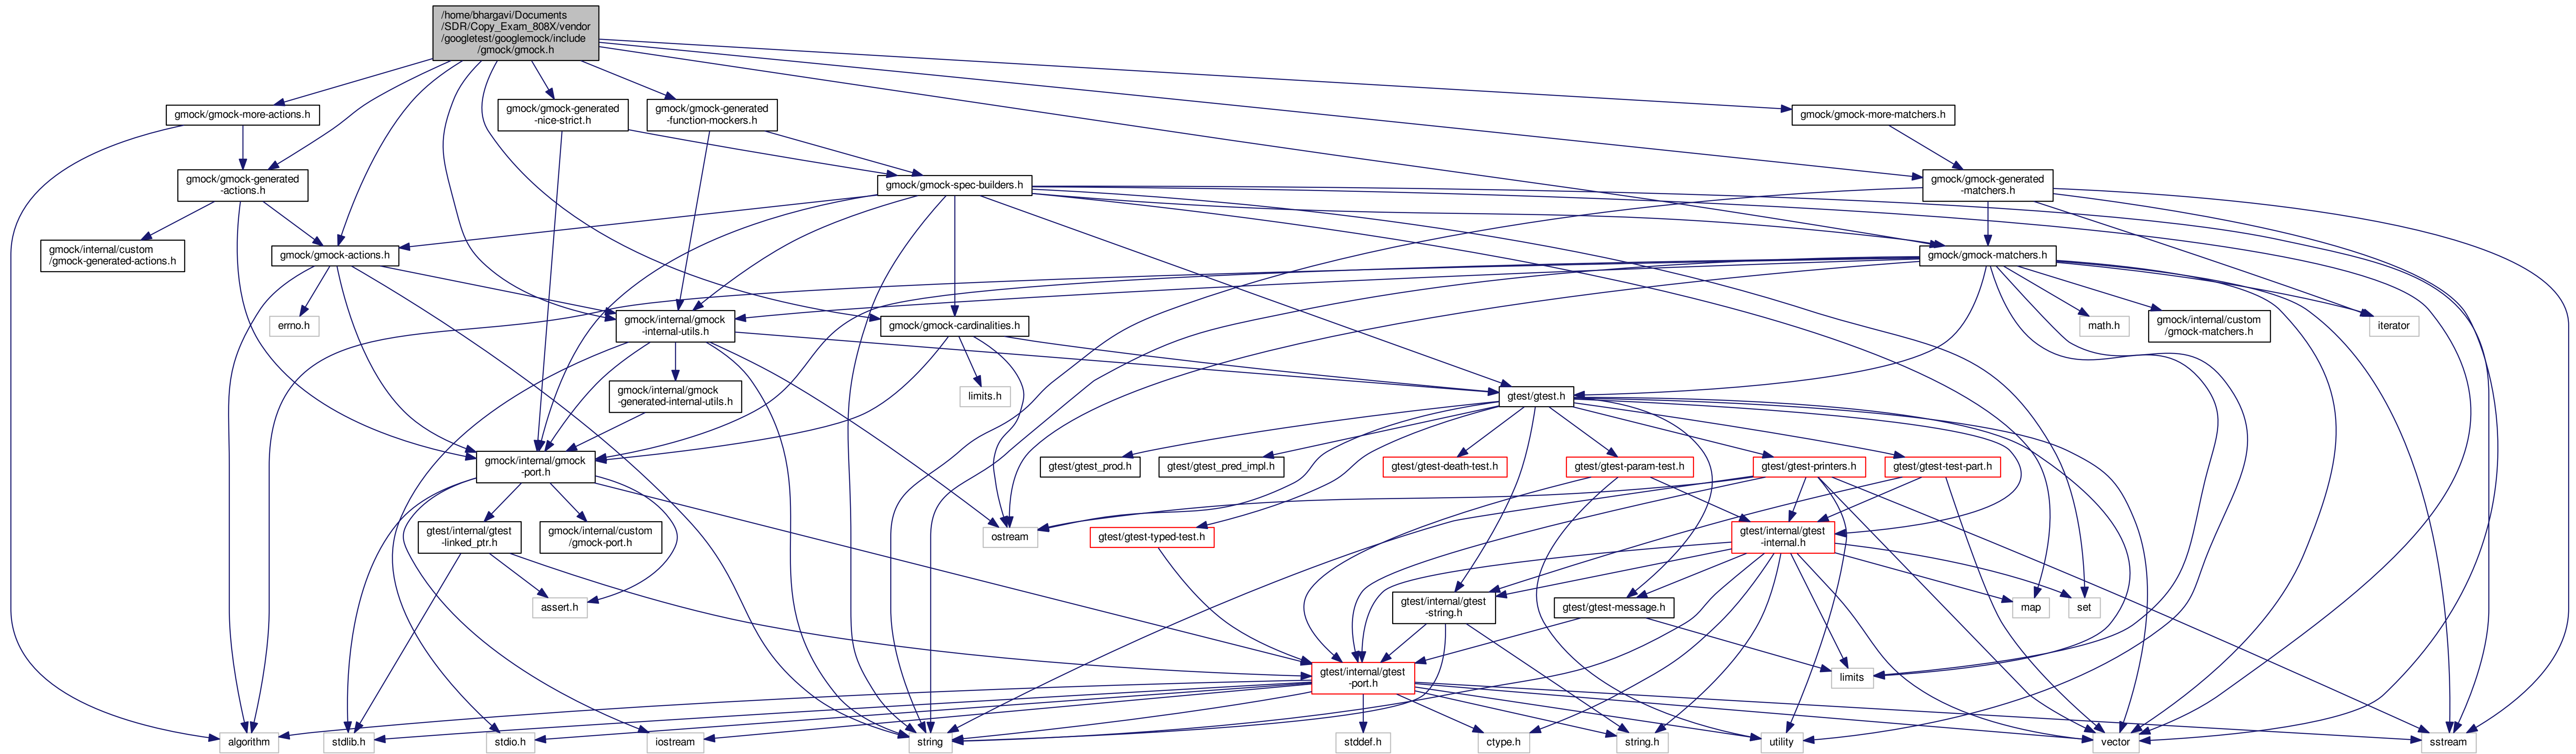 /home/bhargavi/Documents
/SDR/Copy_Exam_808X/vendor
/googletest/googlemock/include
/gmock/gmock.h
gmock/gmock-more-actions.h
gmock/gmock-generated
-nice-strict.h
gmock/gmock-generated
-function-mockers.h
gmock/gmock-more-matchers.h
gmock/gmock-generated
-actions.h
gmock/gmock-spec-builders.h
gmock/gmock-generated
-matchers.h
gmock/internal/custom
/gmock-generated-actions.h
gmock/gmock-actions.h
gmock/gmock-matchers.h
errno.h
gmock/internal/gmock
-internal-utils.h
gmock/gmock-cardinalities.h
math.h
gmock/internal/custom
/gmock-matchers.h
iterator
gmock/internal/gmock
-generated-internal-utils.h
limits.h
gtest/gtest.h
gmock/internal/gmock
-port.h
gtest/gtest_prod.h
gtest/gtest_pred_impl.h
gtest/gtest-death-test.h
gtest/gtest-param-test.h
gtest/gtest-printers.h
gtest/gtest-test-part.h
gtest/internal/gtest
-linked_ptr.h
gmock/internal/custom
/gmock-port.h
ostream
gtest/gtest-typed-test.h
gtest/internal/gtest
-internal.h
assert.h
gtest/internal/gtest
-string.h
gtest/gtest-message.h
map
set
gtest/internal/gtest
-port.h
limits
algorithm
stdlib.h
stdio.h
iostream
string
stddef.h
ctype.h
string.h
utility
vector
sstream